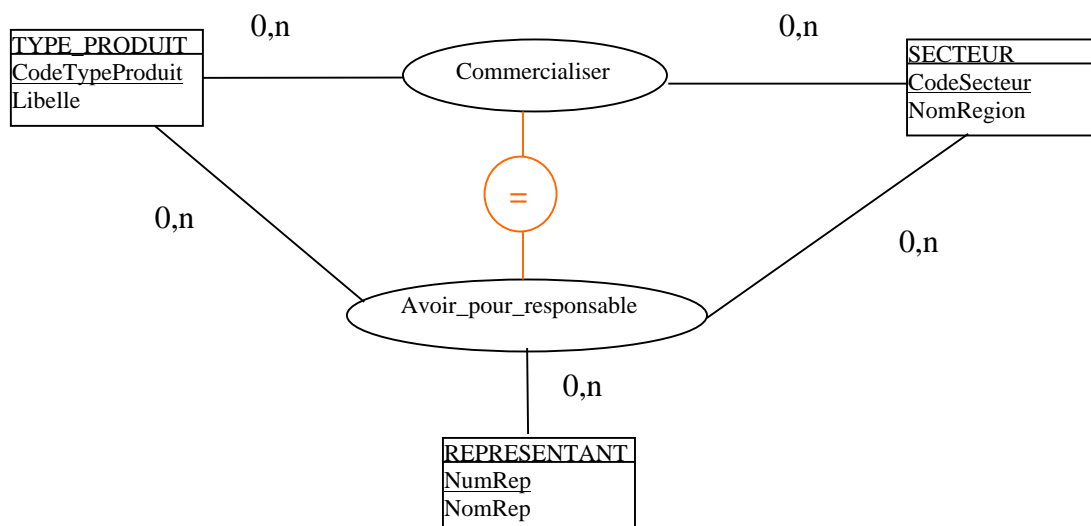 0,n
0,n
TYPE_PRODUIT
CodeTypeProduit
Libelle
Commercialiser
SECTEUR
CodeSecteur
NomRegion
=
0,n
0,n
Avoir_pour_responsable
0,n
REPRESENTANT
NumRep
NomRep